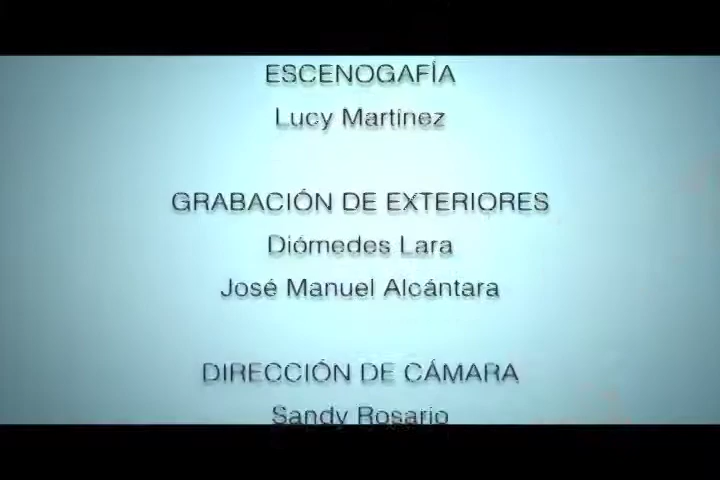 ESCENOGAFÍA
Lucy Martínez
GRABACIÓN DE EXTERIORES
Diómedes Lara
José Manuel Alcántara
DIRECCIÓN DE CÁMARA
Sandy Rosario